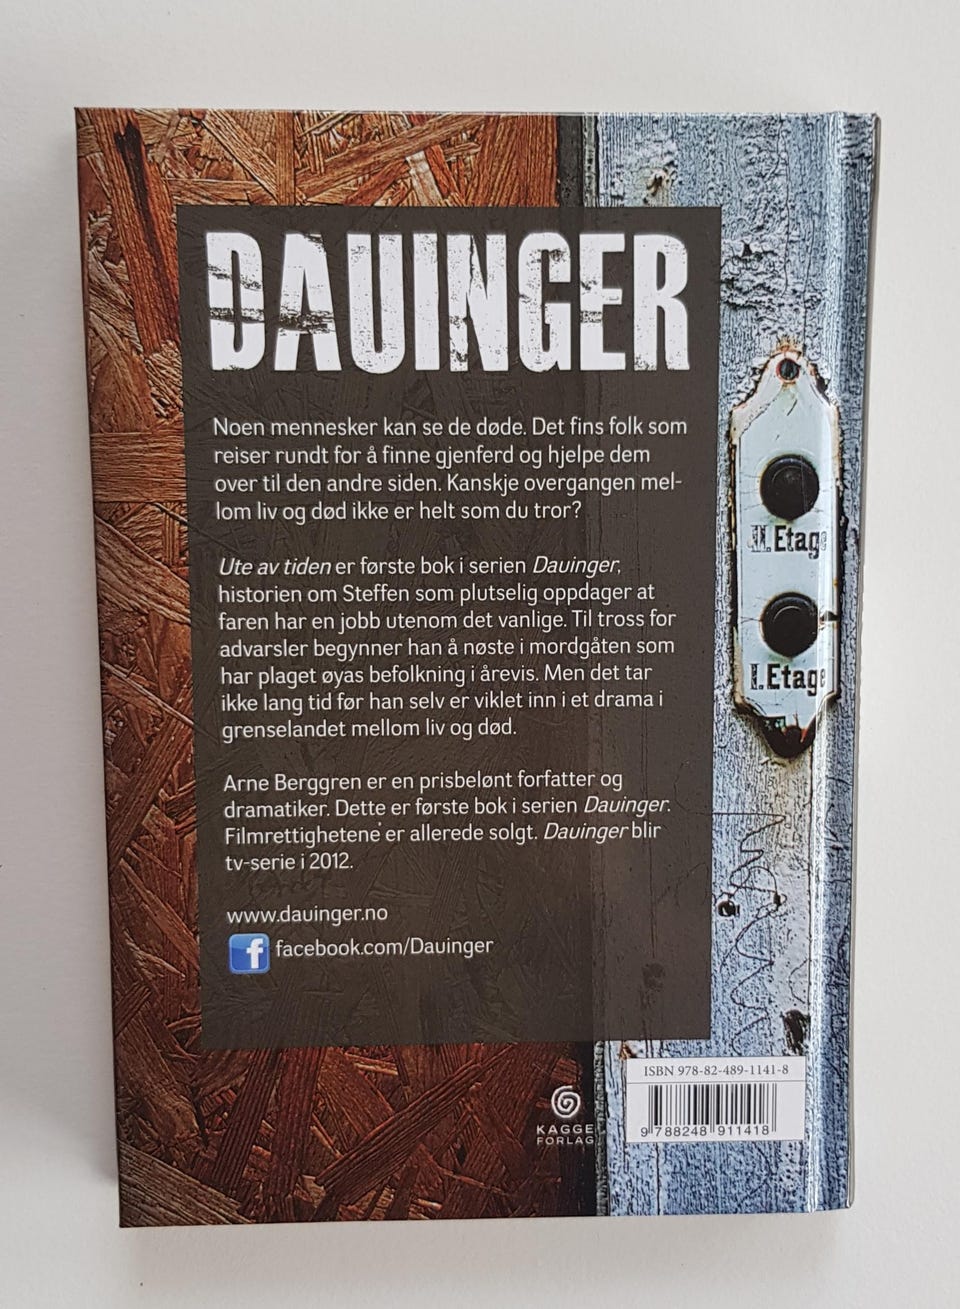 DAUINGER
Noen mennesker kan se de døde. Det fins folk som
reiser rundt for å finne gjenferd og hjelpe dem
over til den andre siden. Kanskje overgangen mel-
lom liv og død ikke er helt som du tror?
Ute av tiden er første bok i serien Dauinger,
historien om Steffen som plutselig oppdager at
faren har en jobb utenom det vanlige. Til tross for
advarsler begynner han å nøste i mordgåten som
har plaget øyas befolkning i årevis. Men det tar
ikke lang tid før han selv er viklet inn i et drama i
grenselandet mellom liv og død.
Arne Berggren er en prisbelønt forfatter og
dramatiker. Dette er første bok i serien Dauinger.
Filmrettighetene er allerede solgt. Dauinger blir
tv-serie i 2012.
www.dauinger.no
f facebook.com/Dauinger
II. Etage
I. Etage
KAGGE
FORLAG
ISBN 978-82-489-1141-8
9 788248 911418